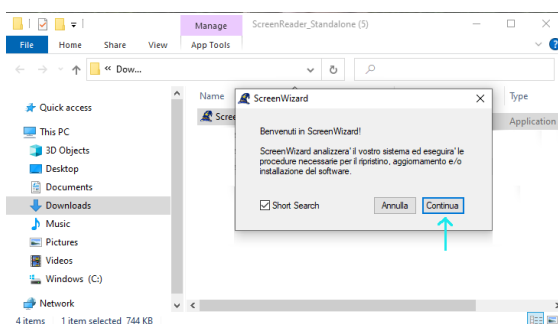 Manage
ScreenReader_Standalone (5)
File
Home
Share
View
App Tools
« Dow...
Name
Type
Quick access
Scree
Application
This PC
3D Objects
Desktop
Documents
Downloads
Music
Pictures
Videos
Windows (C:)
Network
ScreenWizard
Benvenuti in ScreenWizard!
ScreenWizard analizzera' il vostro sistema ed eseguira' le
procedure necessarie per il ripristino, aggiornamento e/o
installazione del software.
Short Search
Annulla
Continua
4 items
1 item selected 744 KB